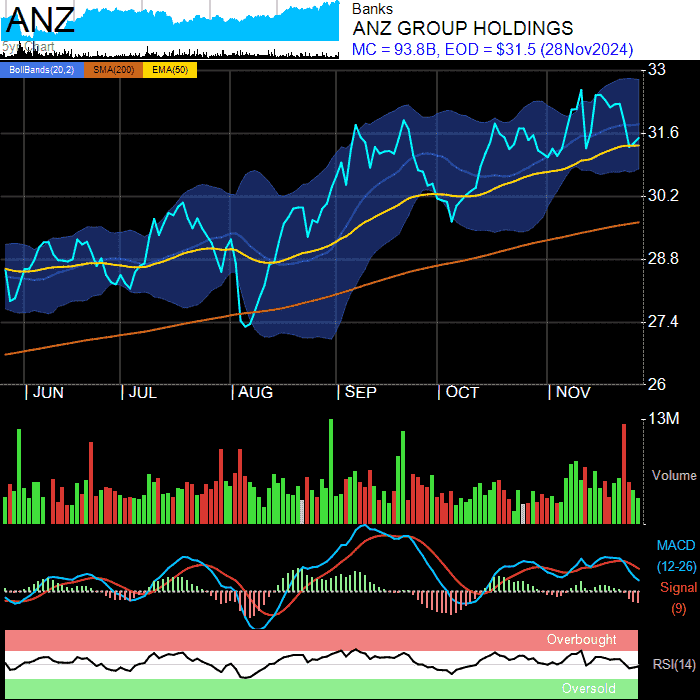 ANZ
5yr Chart
Banks
ANZ GROUP HOLDINGS
MC = 93.8B, EOD = $31.5 (28Nov2024)
BollBands(20,2) SMA(200) EMA(50)
33
31.6
30.2
28.8
27.4
26
JUN JUL AUG SEP OCT NOV
13M
Volume
MACD
(12-26)
Signal
(9)
Overbought
RSI(14)
Oversold